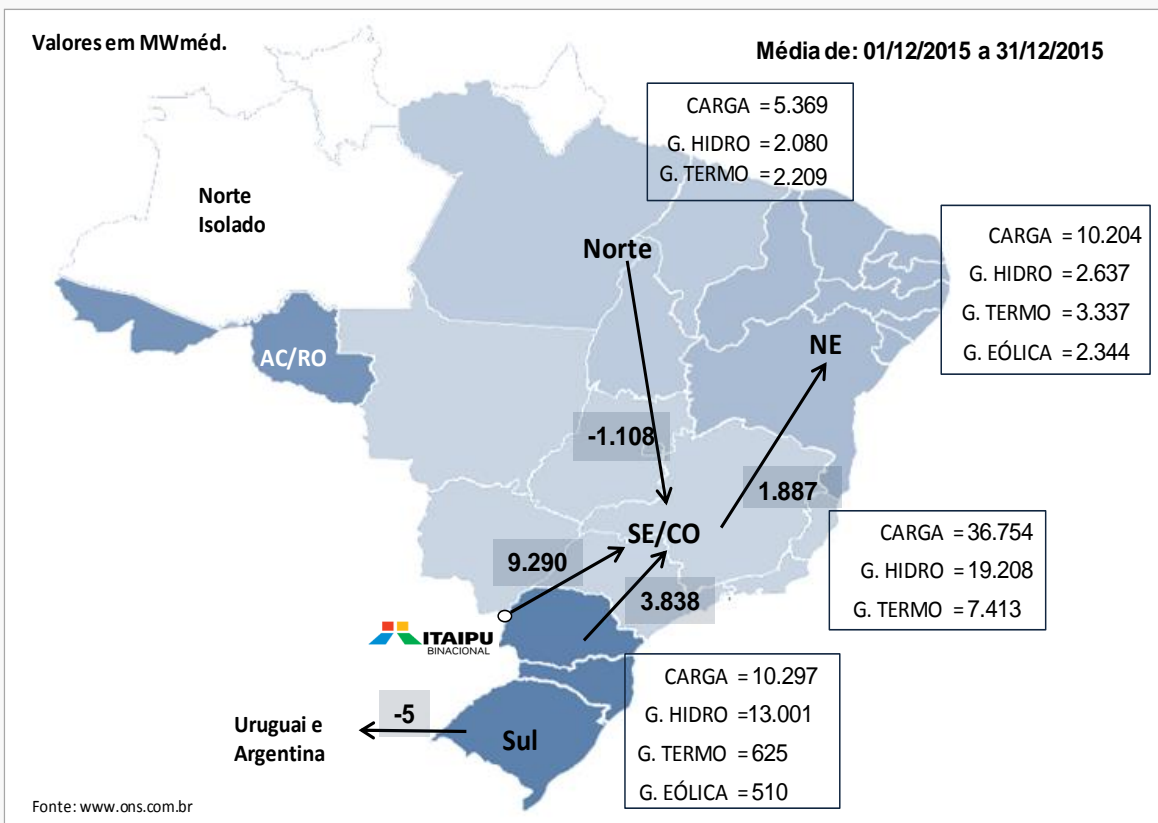 Valores em MWméd.
Média de: 01/12/2015 a 31/12/2015
CARGA = 5.369
G. HIDRO = 2.080
G. TERMO = 2.209
Norte
Isolado
Norte
CARGA = 10.204
G. HIDRO = 2.637
G. TERMO = 3.337
G. EÓLICA = 2.344
AC/RO
NE
-1.108
1.887
SE/CO
CARGA = 36.754
G. HIDRO = 19.208
G. TERMO = 7.413
9.290
3.838
ITAIPU
BINACIONAL
CARGA = 10.297
G. HIDRO =13.001
G. TERMO = 625
G. EÓLICA = 510
-5
Uruguai e
Argentina
Sul
Fonte: www.ons.com.br